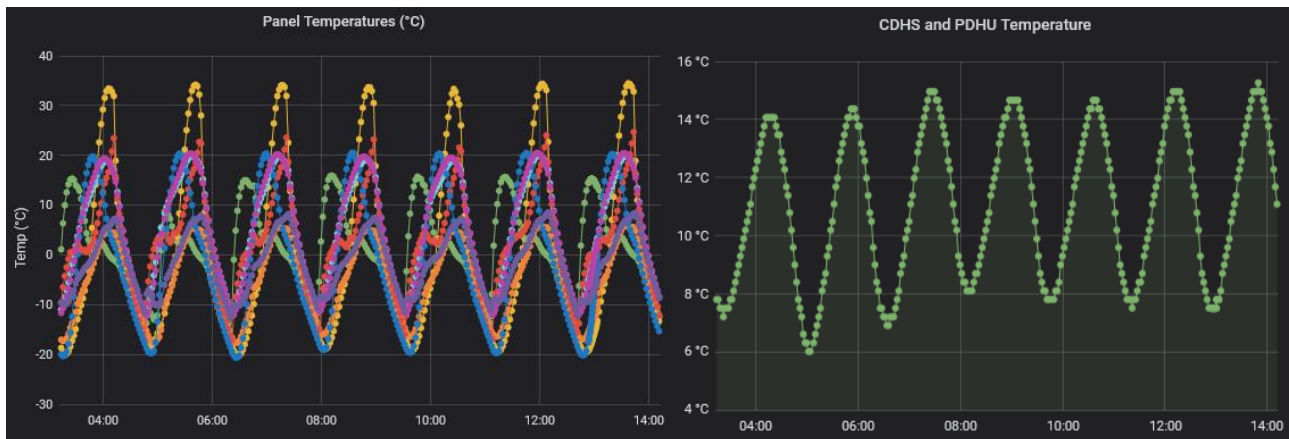 Panel Temperatures (°C)
40
30
20
10
0
-10
-20
-30
Temp (°C)
04:00 06:00 08:00 10:00 12:00 14:00
CDHS and PDHU Temperature
16 °C
14 °C
12 °C
10 °C
8 °C
6 °C
4 °C
04:00 06:00 08:00 10:00 12:00 14:00